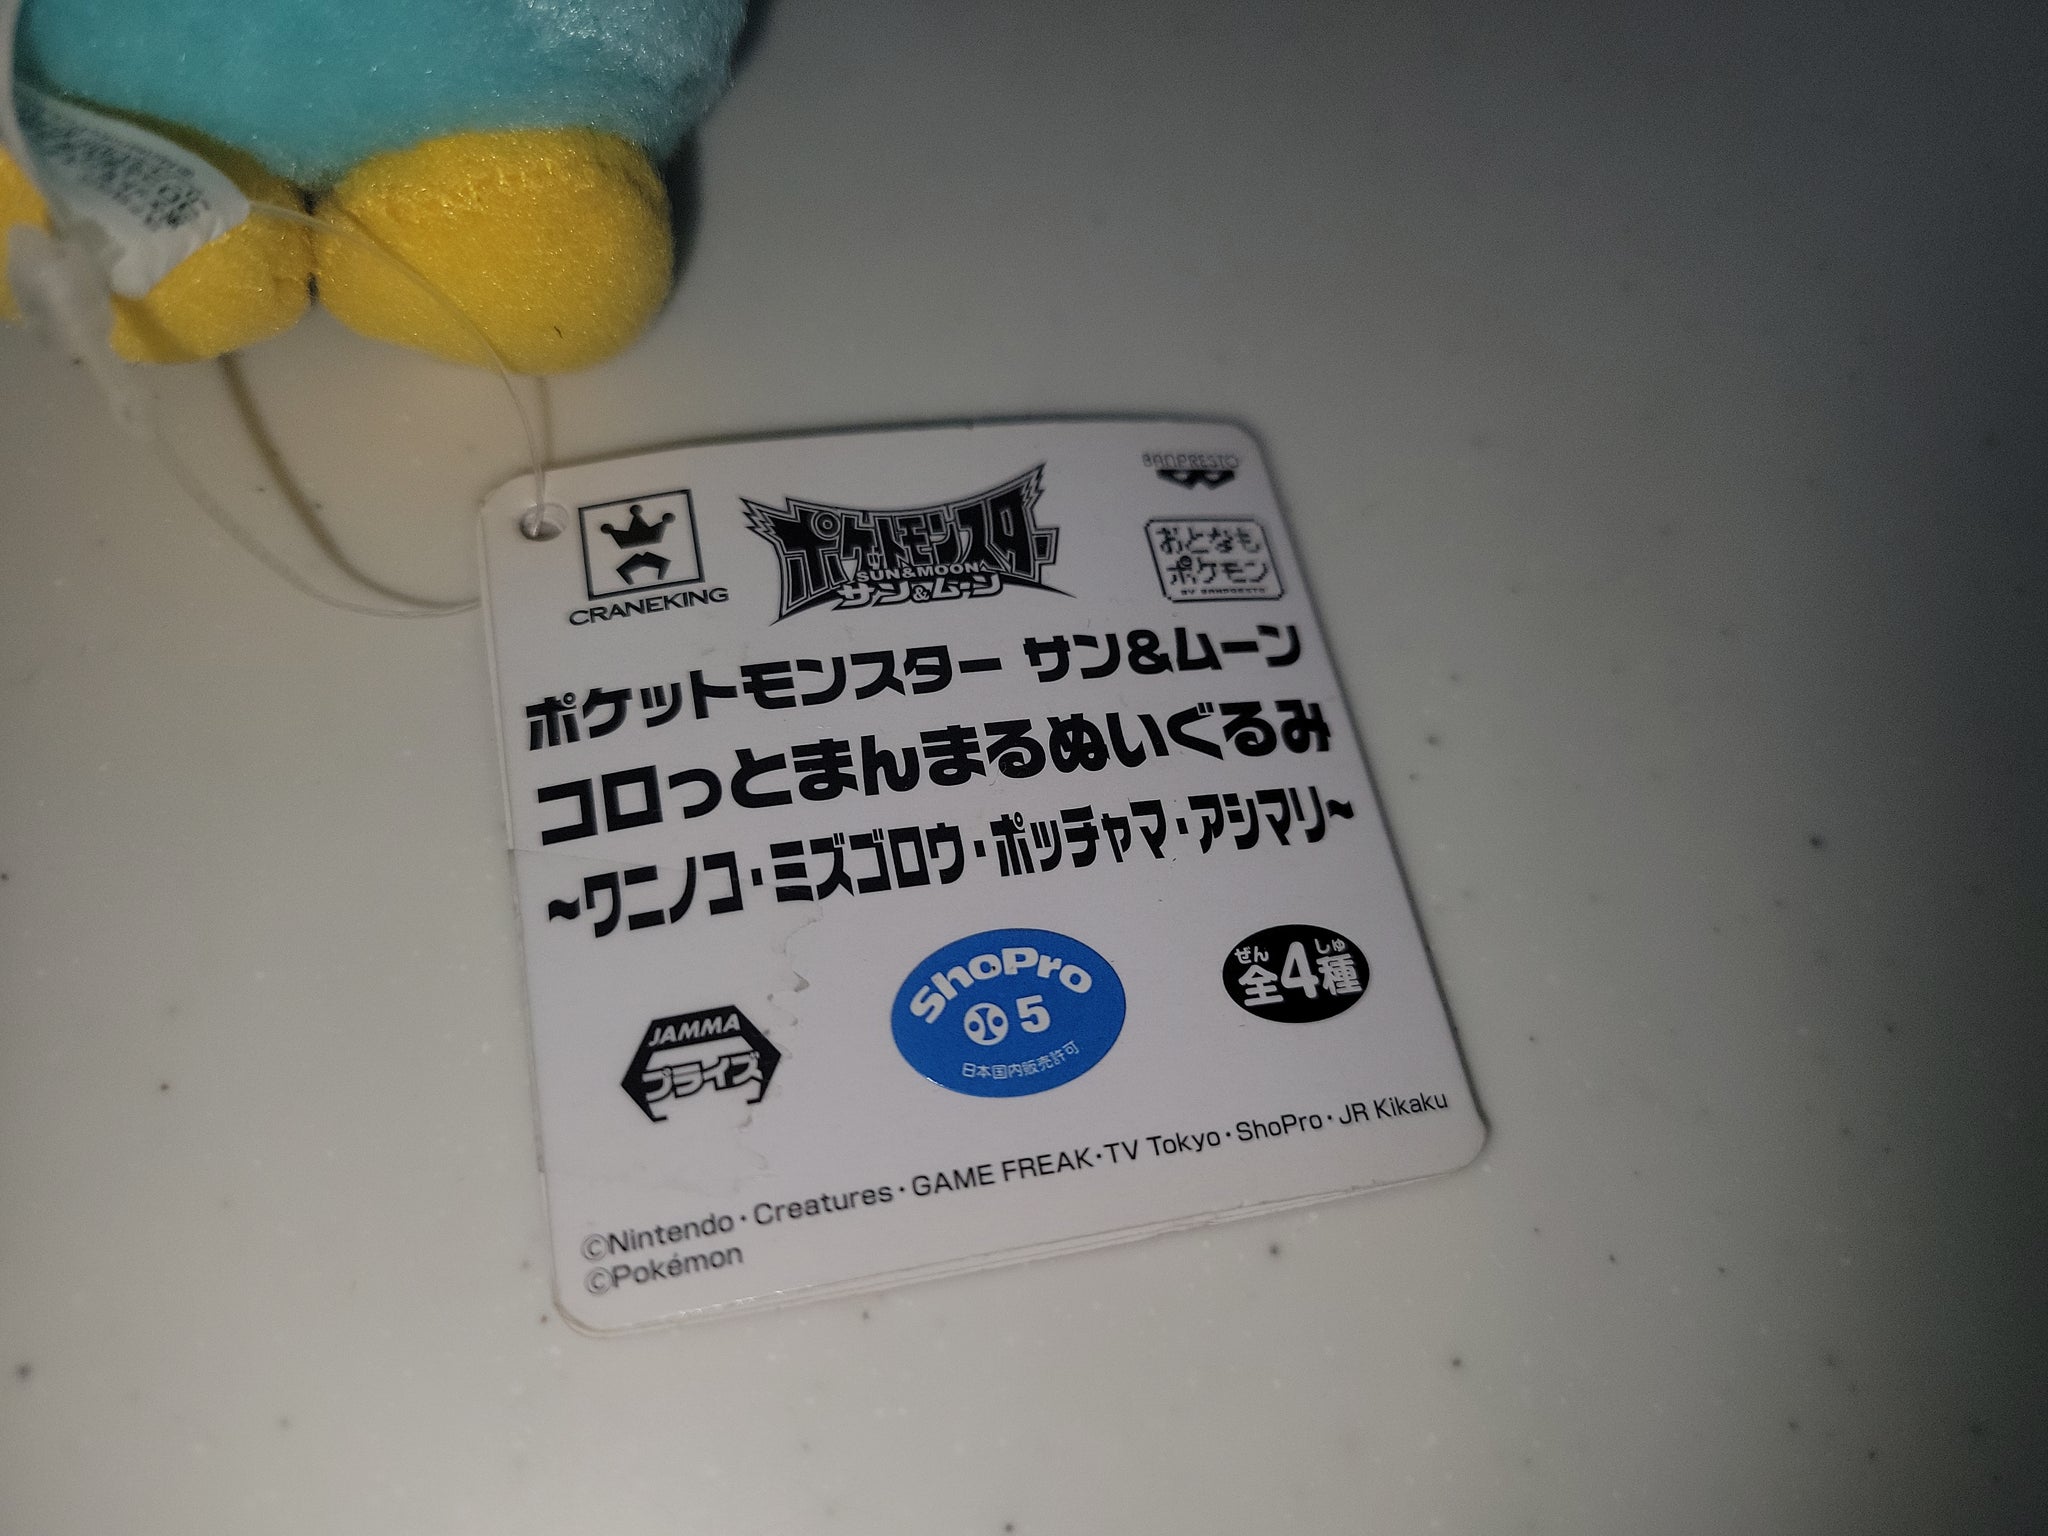 BANPRESTO
CRANEKING
ポケットモンスター
SUN&MOON
サン&ムーン
おとなも
ポケモン
BY BANPRESTO
ポケットモンスター サン&ムーン
コロっとまんまるぬいぐるみ
~ワニノコ・ミズゴロウ・ポッチャマ・アシマリ~
JAMMA
プライズ
ShoPro
5
日本国内販売許可
ぜん しゅ
全4種
©Nintendo・Creatures・GAME FREAK・TV Tokyo・ShoPro・JR Kikaku
©Pokémon